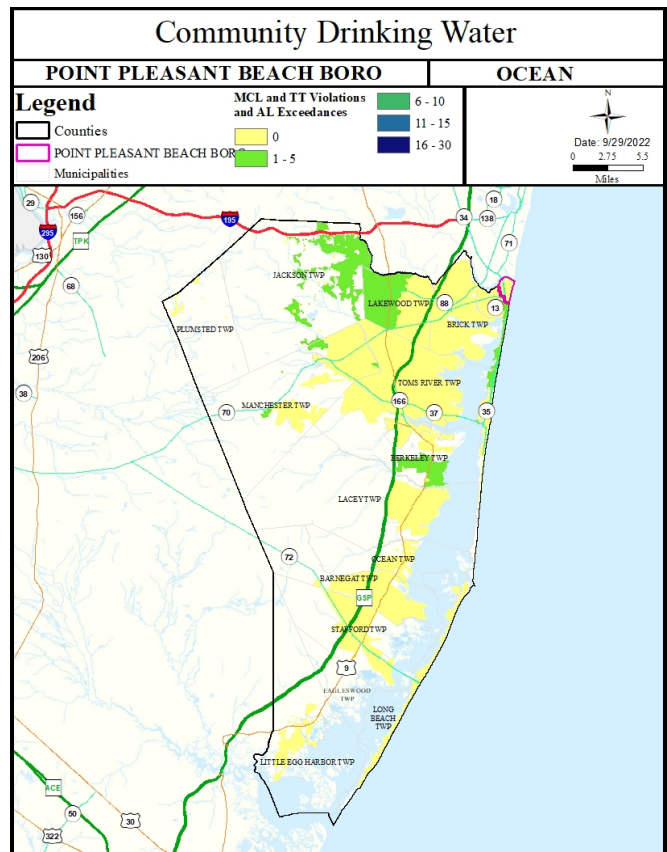 Community Drinking Water
POINT PLEASANT BEACH BORO
OCEAN
Legend
Counties
POINT PLEASANT BEACH BORO
Municipalities
MCL and TT Violations
and AL Exceedances
0
1 - 5
6 - 10
11 - 15
16 - 30
N
Date: 9/29/2022
0 2.75 5.5
Miles
29
156
195
34
18
138
295
TPK
71
130
JACKSON TWP
68
LAKEWOOD TWP
88
13
PLUMSTED TWP
BRICK TWP
206
TOMS RIVER TWP
38
166
MANCHESTER TWP
70
37
35
BERKELEY TWP
LACEY TWP
72
OCEAN TWP
BARNEGAT TWP
GSP
STAFFORD TWP
9
EAGLESWOOD
TWP
LONG
BEACH
TWP
LITTLE EGG HARBOR TWP
ACE
50
30
322